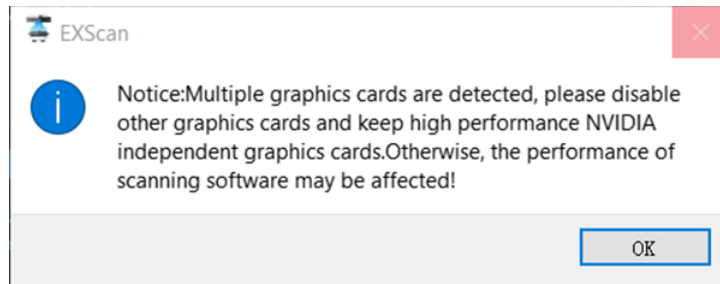 EXScan
Notice:Multiple graphics cards are detected, please disable
other graphics cards and keep high performance NVIDIA
independent graphics cards.Otherwise, the performance of
scanning software may be affected!
OK